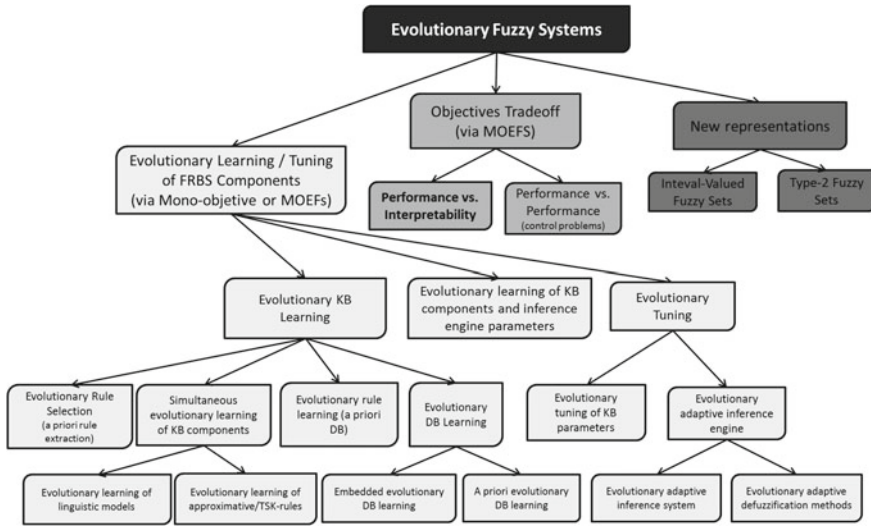 Evolutionary Fuzzy Systems
Objectives Tradeoff
(via MOEFS)
New representations
Evolutionary Learning / Tuning
of FRBS Components
(via Mono-objetive or MOEFs)
Performance vs.
Interpretability
Performance vs.
Performance
(control problems)
Inteval-Valued
Fuzzy Sets
Type-2 Fuzzy
Sets
Evolutionary KB
Learning
Evolutionary learning of KB
components and inference
engine parameters
Evolutionary
Tuning
Evolutionary Rule
Selection
(a priori rule
extraction)
Simultaneous
evolutionary learning
of KB components
Evolutionary rule
learning (a priori
DB)
Evolutionary
DB Learning
Evolutionary
tuning of KB
parameters
Evolutionary
adaptive inference
engine
Evolutionary learning of
linguistic models
Evolutionary learning of
approximative/TSK-rules
Embedded evolutionary
DB learning
A priori evolutionary
DB learning
Evolutionary adaptive
inference system
Evolutionary adaptive
defuzzification methods